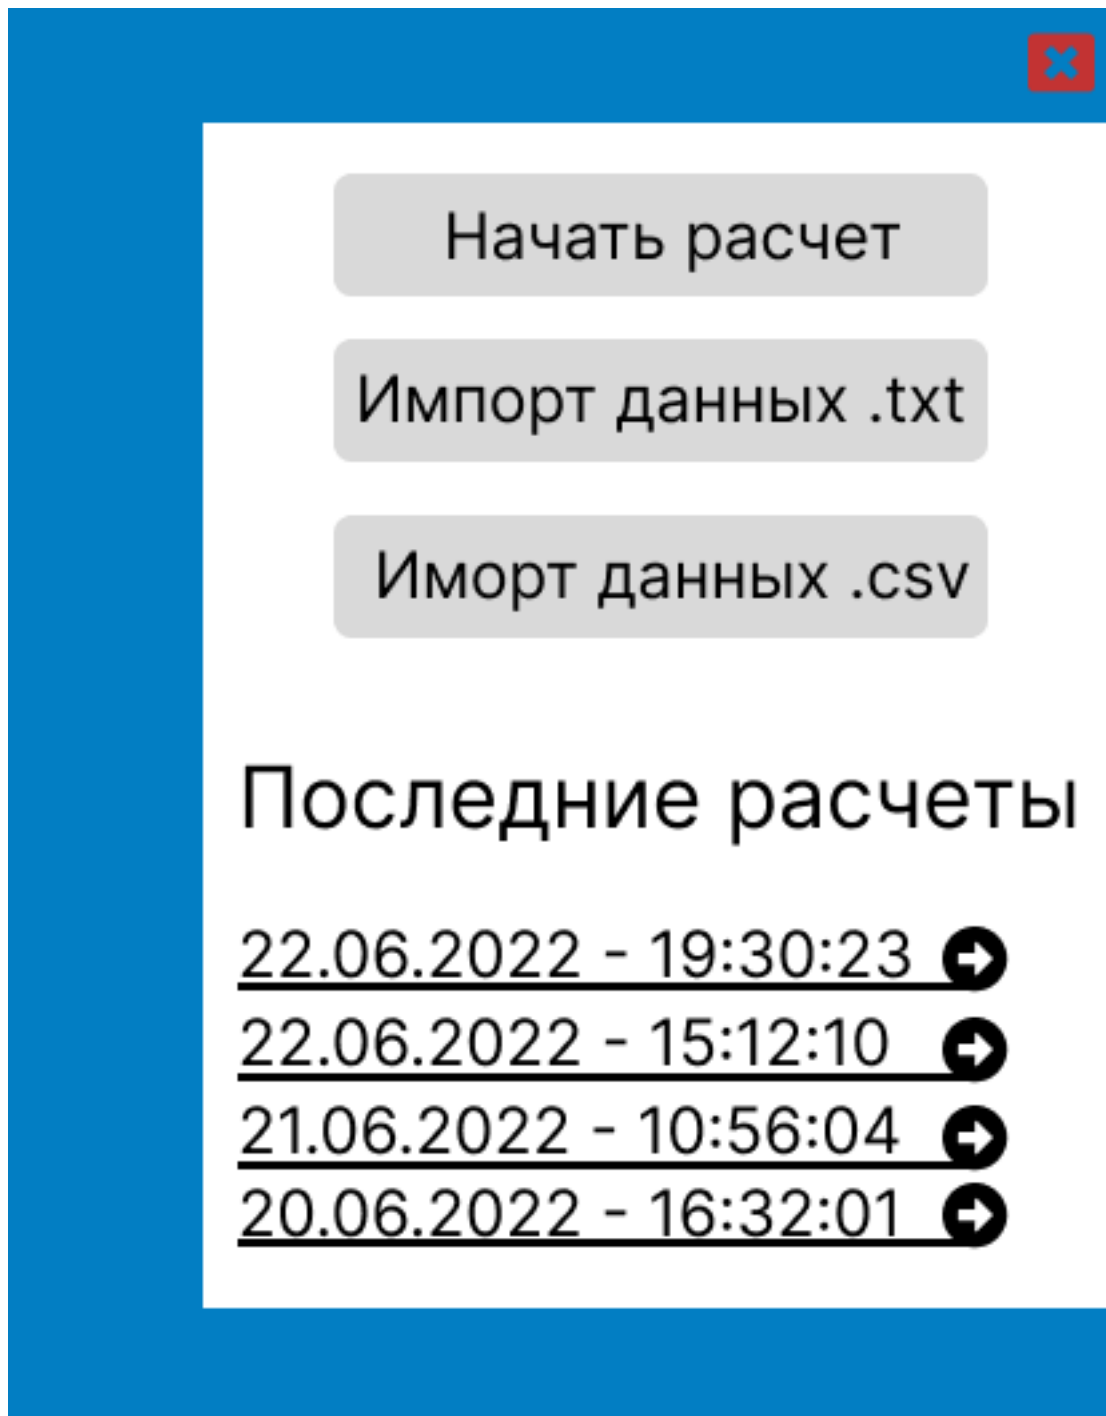 Начать расчет
Импорт данных .txt
Иморт данных .csv
Последние расчеты
22.06.2022 - 19:30:23
22.06.2022 - 15:12:10
21.06.2022 - 10:56:04
20.06.2022 - 16:32:01